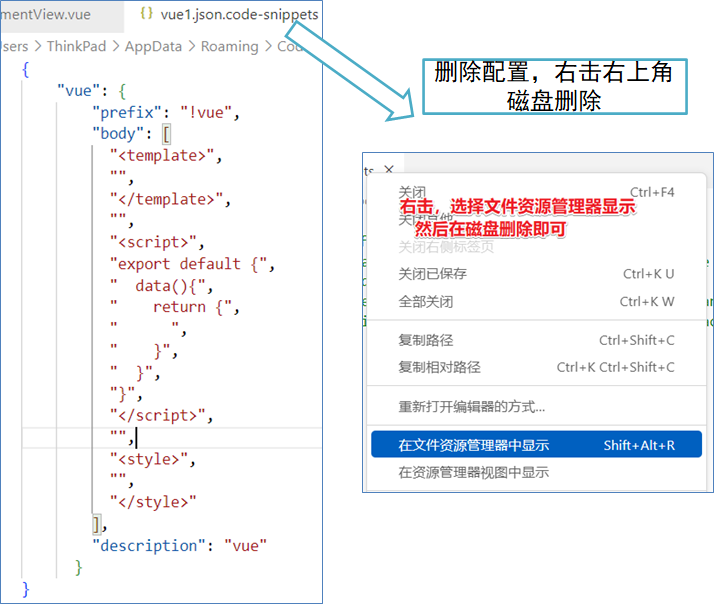 mentView.vue
{} vue1.json.code-snippets
sers > ThinkPad > AppData > Roaming > Co
{
"vue": {
"prefix": "!vue",
"body": [
"<template>",
"",
"</template>",
"",
"<script>",
"export default {",
"  data(){",
"    return {",
"      ",
"    }",
"  }",
"}",
"</script>",
"",
"<style>",
"",
"</style>"
],
"description": "vue"
}
}
删除配置，右击右上角
磁盘删除
ts
关闭 Ctrl+F4
右击，选择文件资源管理器显示
关闭其他
然后在磁盘删除即可
关闭右侧标签页
关闭已保存 Ctrl+K U
全部关闭 Ctrl+K W
复制路径 Ctrl+Shift+C
复制相对路径 Ctrl+K Ctrl+Shift+C
重新打开编辑器的方式...
在文件资源管理器中显示 Shift+Alt+R
在资源管理器视图中显示